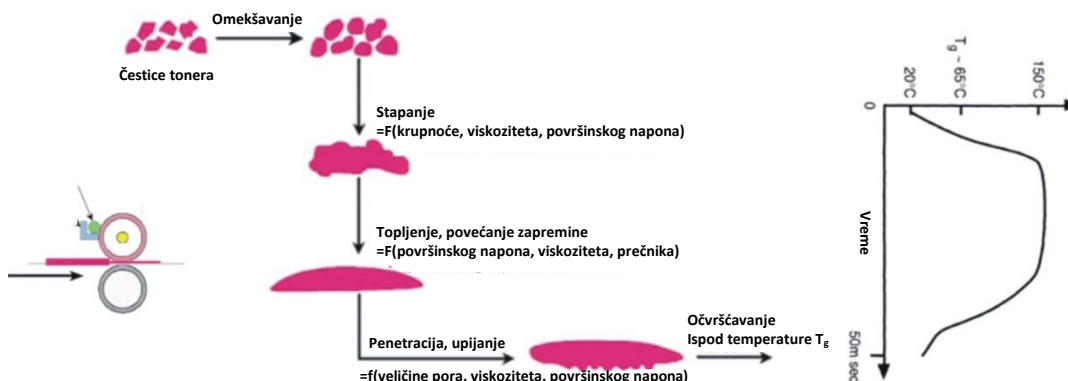 Omekšavanje
Čestice tonera
Stapanje
=F(krupnoće, viskoziteta, površinskog napona)
Topljenje, povećanje zapremine
=F(površinskog napona, viskoziteta, prečnika)
Penetracija, upijanje
=f(veličine pora, viskoziteta, površinskog napona)
Očvršćavanje
Ispod temperature Tg
0
20°C
Tg ~ 65°C
150°C
Vreme
50m sec